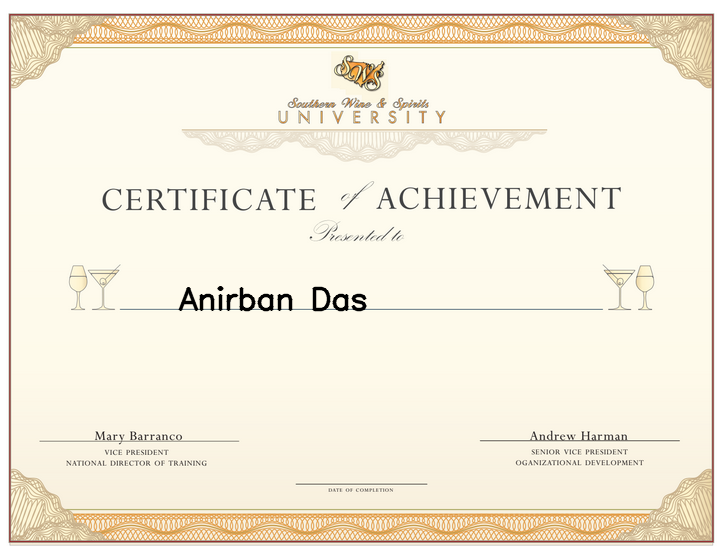 SWS
Southern Wine & Spirits
UNIVERSITY
CERTIFICATE of ACHIEVEMENT
Presented to
Anirban Das
Mary Barranco
VICE PRESIDENT
NATIONAL DIRECTOR OF TRAINING
Andrew Harman
SENIOR VICE PRESIDENT
OGANIZATIONAL DEVELOPMENT
DATE OF COMPLETION